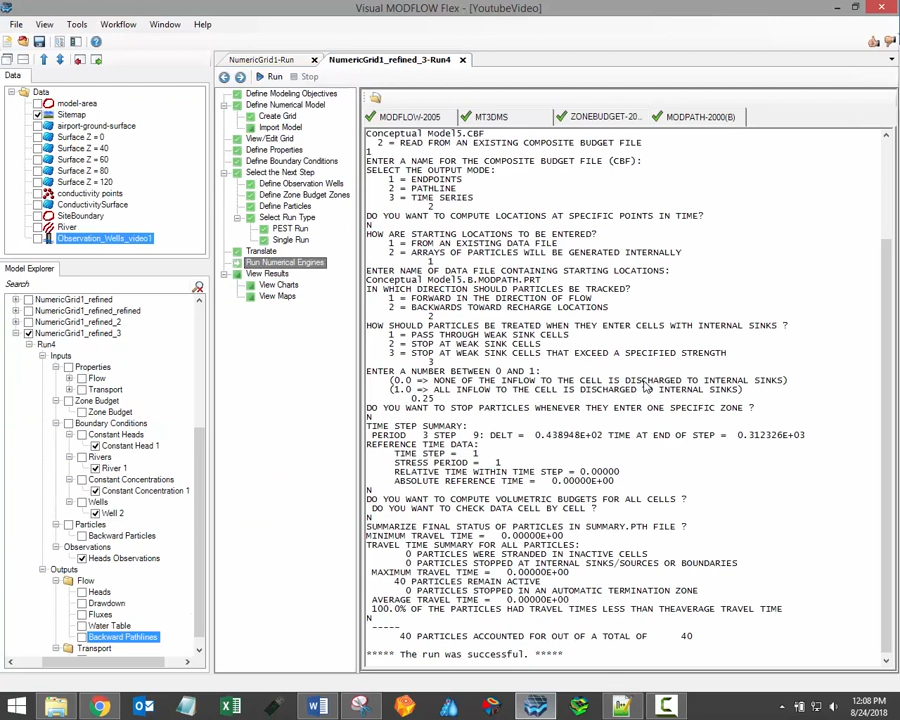 Visual MODFLOW Flex - [YoutubeVideo]
File View Tools Workflow Window Help
Data
Data
model-area
Sitemap
airport-ground-surface
Surface Z = 0
Surface Z = 40
Surface Z = 60
Surface Z = 80
Surface Z = 120
conductivity points
ConductivitySurface
SiteBoundary
River
Observation_Wells_video1
Model Explorer
Search
NumericGrid1_refined
NumericGrid1_refined_refined
NumericGrid1_refined_2
NumericGrid1_refined_3
Run4
Inputs
Properties
Flow
Transport
Zone Budget
Zone Budget
Boundary Conditions
Constant Heads
Constant Head 1
Rivers
River 1
Constant Concentrations
Constant Concentration 1
Wells
Well 2
Particles
Backward Particles
Observations
Heads Observations
Outputs
Flow
Heads
Drawdown
Fluxes
Water Table
Backward Pathlines
Transport
NumericGrid1-Run
NumericGrid1_refined_3-Run4
Run Stop
Define Modeling Objectives
Define Numerical Model
Create Grid
Import Model
View/Edit Grid
Define Properties
Define Boundary Conditions
Select the Next Step
Define Observation Wells
Define Zone Budget Zones
Define Particles
Select Run Type
PEST Run
Single Run
Translate
Run Numerical Engines
View Results
View Charts
View Maps
MODFLOW-2005 MT3DMS ZONEBUDGET-20... MODPATH-2000(B)
Conceptual Model5.CBF
2 = READ FROM AN EXISTING COMPOSITE BUDGET FILE
1
ENTER A NAME FOR THE COMPOSITE BUDGET FILE (CBF):
SELECT THE OUTPUT MODE:
1 = ENDPOINTS
2 = PATHLINE
3 = TIME SERIES
2
DO YOU WANT TO COMPUTE LOCATIONS AT SPECIFIC POINTS IN TIME?
N
HOW ARE STARTING LOCATIONS TO BE ENTERED?
1 = FROM AN EXISTING DATA FILE
2 = ARRAYS OF PARTICLES WILL BE GENERATED INTERNALLY
1
ENTER NAME OF DATA FILE CONTAINING STARTING LOCATIONS:
Conceptual Model5.B.MODPATH.PRT
IN WHICH DIRECTION SHOULD PARTICLES BE TRACKED?
1 = FORWARD IN THE DIRECTION OF FLOW
2 = BACKWARDS TOWARD RECHARGE LOCATIONS
2
HOW SHOULD PARTICLES BE TREATED WHEN THEY ENTER CELLS WITH INTERNAL SINKS ?
1 = PASS THROUGH WEAK SINK CELLS
2 = STOP AT WEAK SINK CELLS
3 = STOP AT WEAK SINK CELLS THAT EXCEED A SPECIFIED STRENGTH
3
ENTER A NUMBER BETWEEN 0 AND 1:
(0.0 => NONE OF THE INFLOW TO THE CELL IS DISCHARGED TO INTERNAL SINKS)
(1.0 => ALL INFLOW TO THE CELL IS DISCHARGED TO INTERNAL SINKS)
0.25
DO YOU WANT TO STOP PARTICLES WHENEVER THEY ENTER ONE SPECIFIC ZONE ?
N
TIME STEP SUMMARY:
PERIOD 3 STEP 9: DELT = 0.438948E+02 TIME AT END OF STEP = 0.312326E+03
REFERENCE TIME DATA:
TIME STEP = 1
STRESS PERIOD = 1
RELATIVE TIME WITHIN TIME STEP = 0.00000
ABSOLUTE REFERENCE TIME = 0.00000E+00
N
DO YOU WANT TO COMPUTE VOLUMETRIC BUDGETS FOR ALL CELLS ?
DO YOU WANT TO CHECK DATA CELL BY CELL ?
N
SUMMARIZE FINAL STATUS OF PARTICLES IN SUMMARY.PTH FILE ?
MINIMUM TRAVEL TIME = 0.00000E+00
TRAVEL TIME SUMMARY FOR ALL PARTICLES:
0 PARTICLES WERE STRANDED IN INACTIVE CELLS
0 PARTICLES STOPPED AT INTERNAL SINKS/SOURCES OR BOUNDARIES
MAXIMUM TRAVEL TIME = 0.00000E+00
40 PARTICLES REMAIN ACTIVE
0 PARTICLES STOPPED IN AN AUTOMATIC TERMINATION ZONE
AVERAGE TRAVEL TIME = 0.00000E+00
100.0% OF THE PARTICLES HAD TRAVEL TIMES LESS THAN THEAVERAGE TRAVEL TIME
N
-----
40 PARTICLES ACCOUNTED FOR OUT OF A TOTAL OF 40
***** The run was successful. *****
12:08 PM
8/24/2018